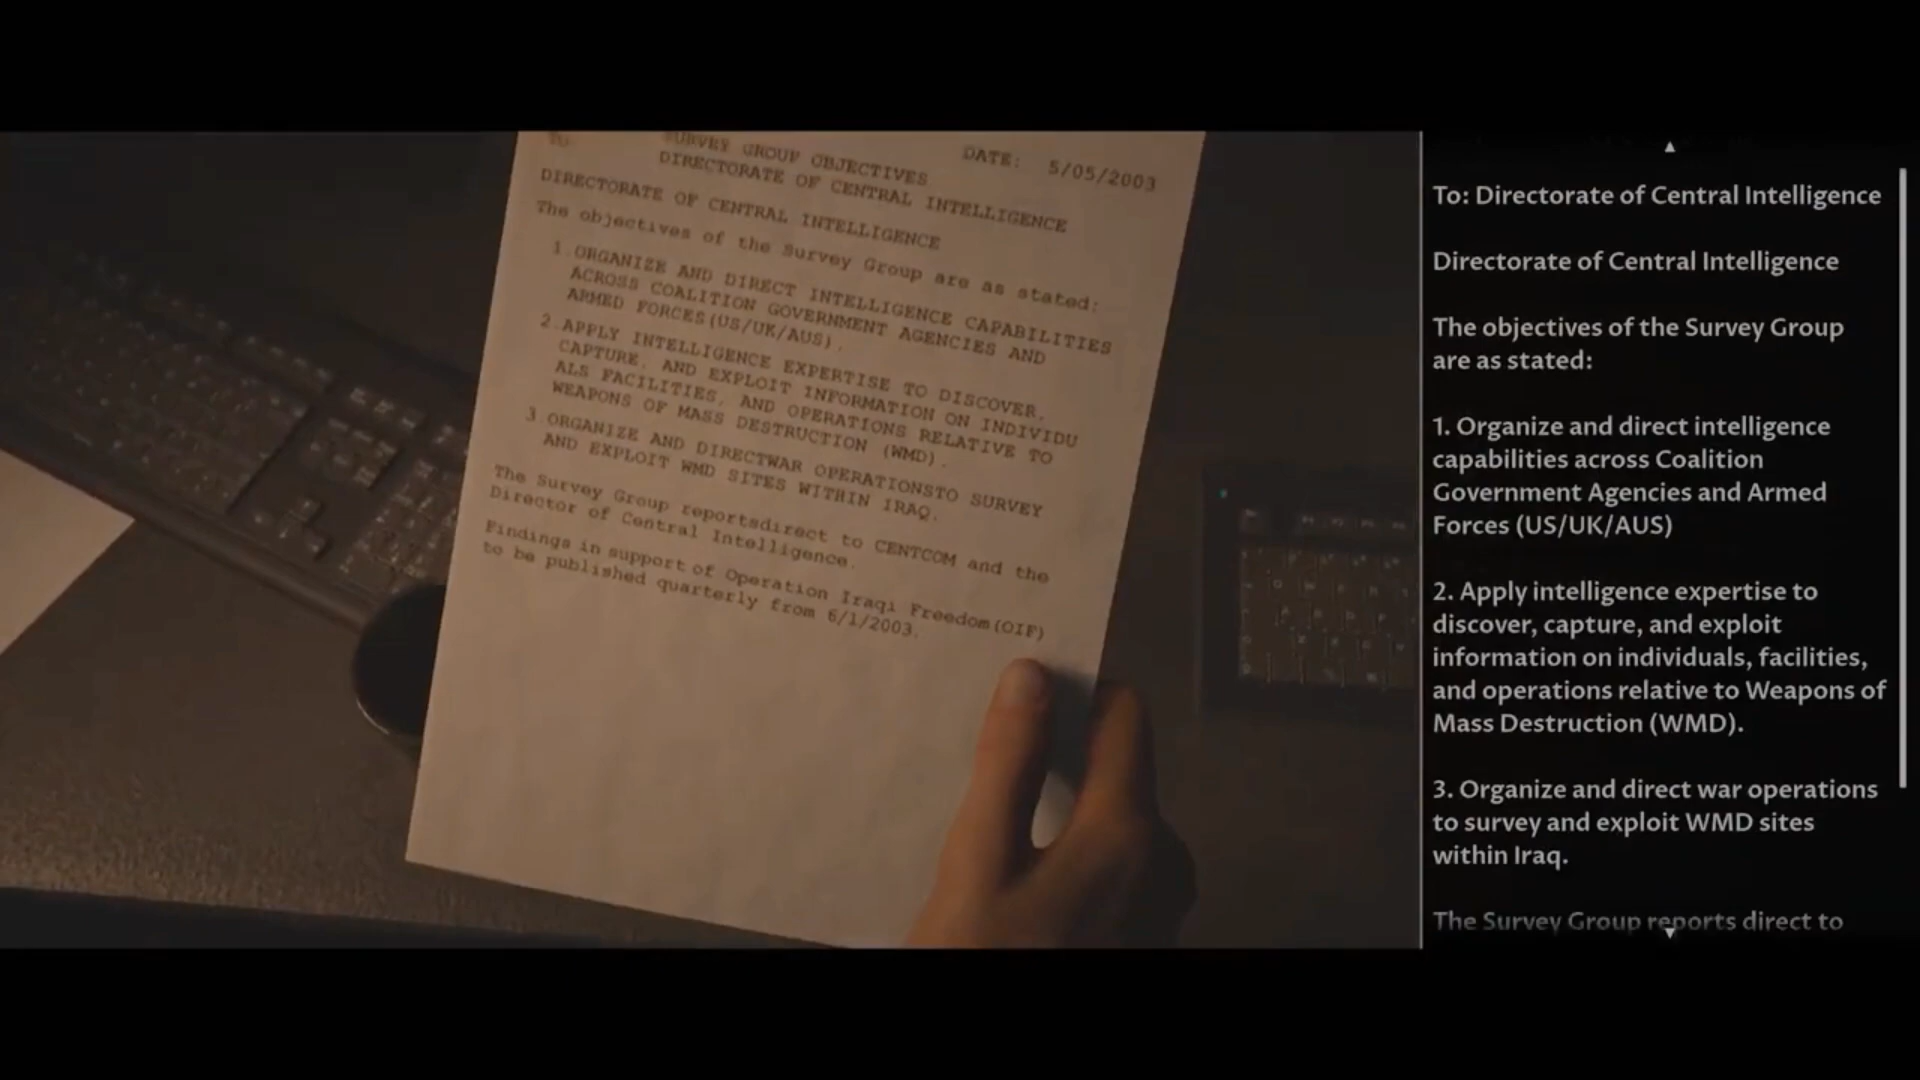 TO:
SURVEY GROUP OBJECTIVES
DATE: 5/05/2003
DIRECTORATE OF CENTRAL INTELLIGENCE
DIRECTORATE OF CENTRAL INTELLIGENCE
The objectives of the Survey Group are as stated:
1.ORGANIZE AND DIRECT INTELLIGENCE CAPABILITIES
ACROSS COALITION GOVERNMENT AGENCIES AND
ARMED FORCES(US/UK/AUS).
2.APPLY INTELLIGENCE EXPERTISE TO DISCOVER,
CAPTURE, AND EXPLOIT INFORMATION ON INDIVIDU
ALS FACILITIES, AND OPERATIONS RELATIVE TO
WEAPONS OF MASS DESTRUCTION (WMD).
3.ORGANIZE AND DIRECTWAR OPERATIONSTO SURVEY
AND EXPLOIT WMD SITES WITHIN IRAQ.
The Survey Group reportsdirect to CENTCOM and the
Director of Central Intelligence.
Findings in support of Operation Iraqi Freedom(OIF)
to be published quarterly from 6/1/2003.
To: Directorate of Central Intelligence
Directorate of Central Intelligence
The objectives of the Survey Group
are as stated:
1. Organize and direct intelligence
capabilities across Coalition
Government Agencies and Armed
Forces (US/UK/AUS)
2. Apply intelligence expertise to
discover, capture, and exploit
information on individuals, facilities,
and operations relative to Weapons of
Mass Destruction (WMD).
3. Organize and direct war operations
to survey and exploit WMD sites
within Iraq.
The Survey Group reports direct to